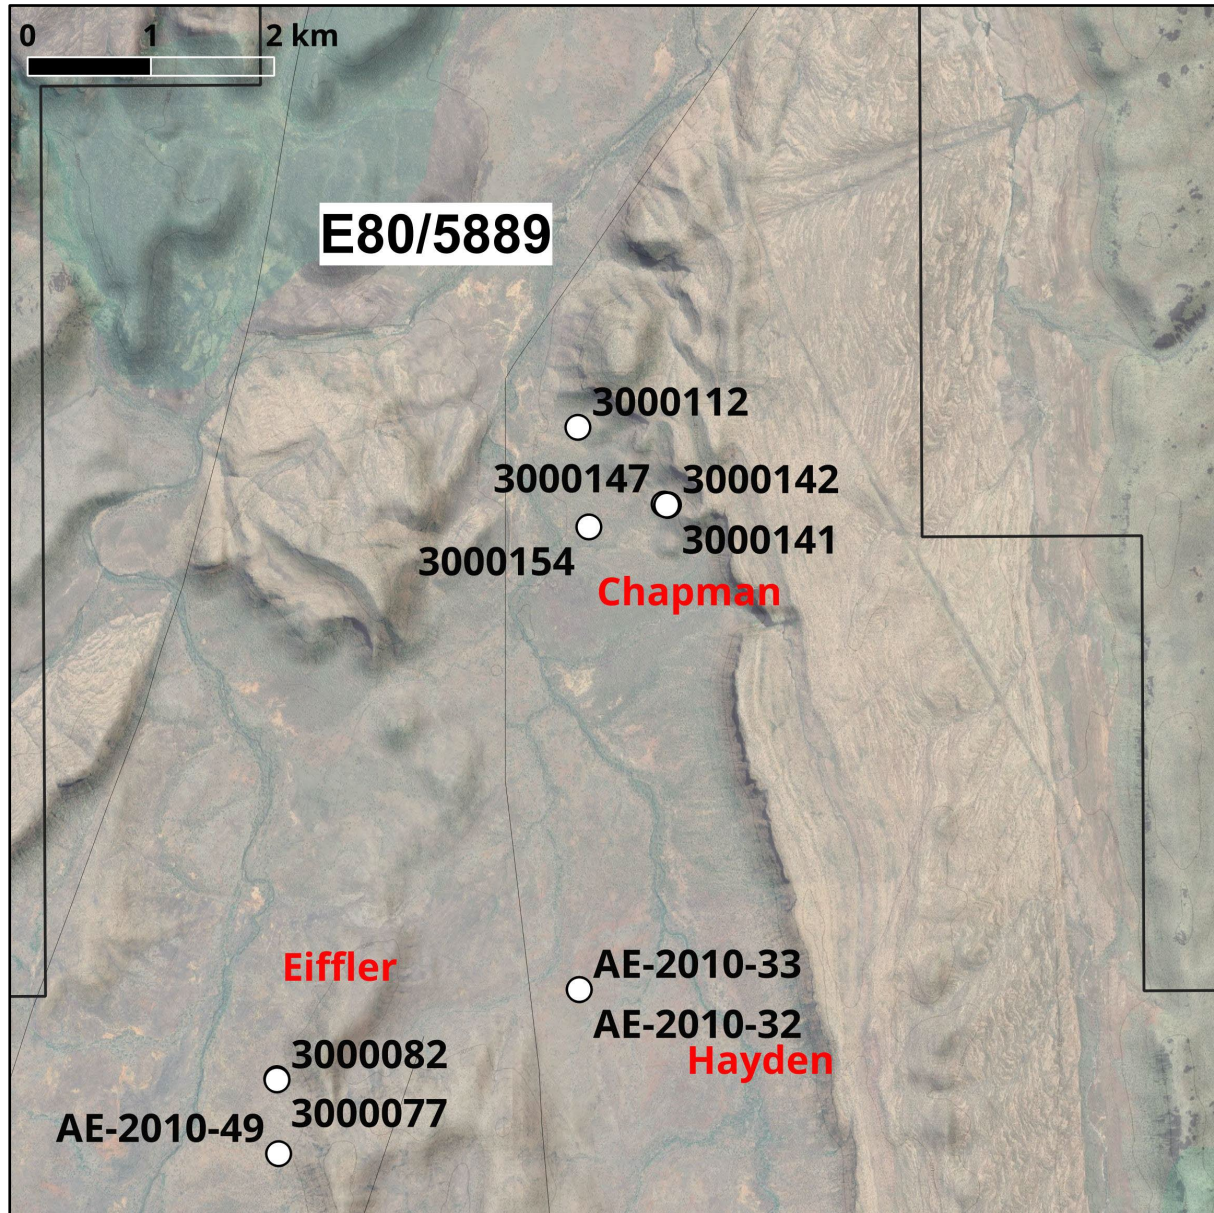 0 1 2 km
E80/5889
3000112
3000147 3000142
3000154 3000141
Chapman
Eiffler
AE-2010-33
AE-2010-32
Hayden
3000082
3000077
AE-2010-49